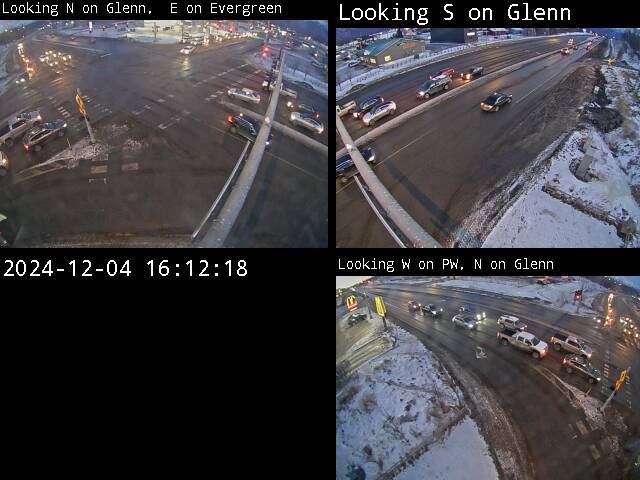 Looking N on Glenn,  E on Evergreen
Looking S on Glenn
2024-12-04 16:12:18
Looking W on PW, N on Glenn